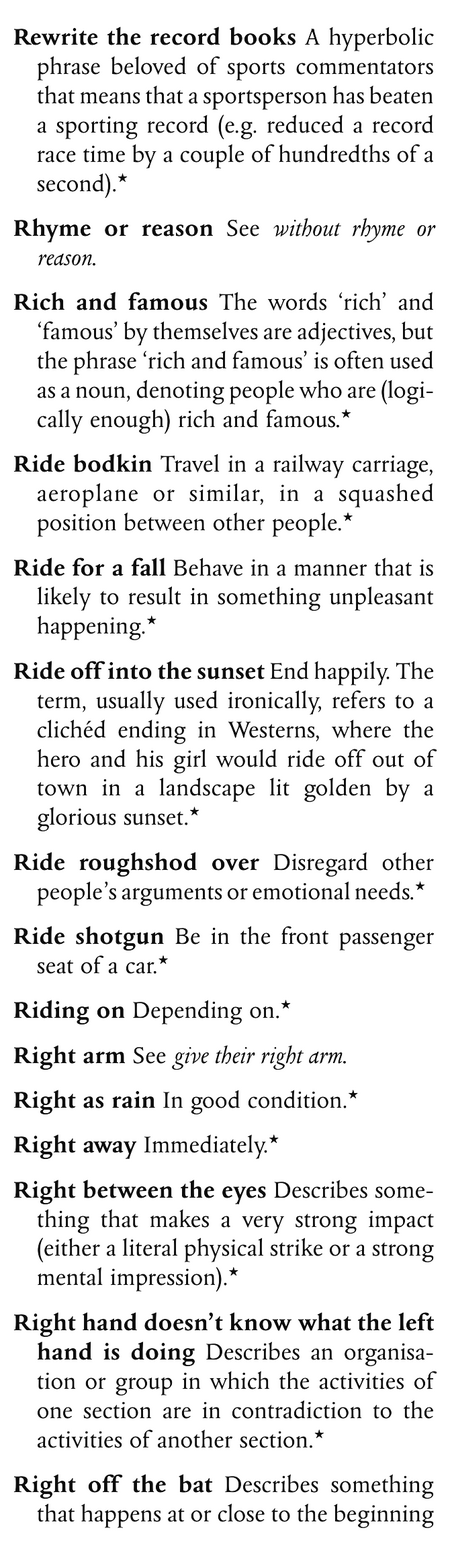 Rewrite the record books A hyperbolic
phrase beloved of sports commentators
that means that a sportsperson has beaten
a sporting record (e.g. reduced a record
race time by a couple of hundredths of a
second).★
Rhyme or reason See without rhyme or
reason.
Rich and famous The words ‘rich’ and
‘famous’ by themselves are adjectives, but
the phrase ‘rich and famous’ is often used
as a noun, denoting people who are (logi-
cally enough) rich and famous.★
Ride bodkin Travel in a railway carriage,
aeroplane or similar, in a squashed
position between other people.★
Ride for a fall Behave in a manner that is
likely to result in something unpleasant
happening.★
Ride off into the sunset End happily. The
term, usually used ironically, refers to a
clichéd ending in Westerns, where the
hero and his girl would ride off out of
town in a landscape lit golden by a
glorious sunset.★
Ride roughshod over Disregard other
people’s arguments or emotional needs.★
Ride shotgun Be in the front passenger
seat of a car.★
Riding on Depending on.★
Right arm See give their right arm.
Right as rain In good condition.★
Right away Immediately.★
Right between the eyes Describes some-
thing that makes a very strong impact
(either a literal physical strike or a strong
mental impression).★
Right hand doesn’t know what the left
hand is doing Describes an organisa-
tion or group in which the activities of
one section are in contradiction to the
activities of another section.★
Right off the bat Describes something
that happens at or close to the beginning